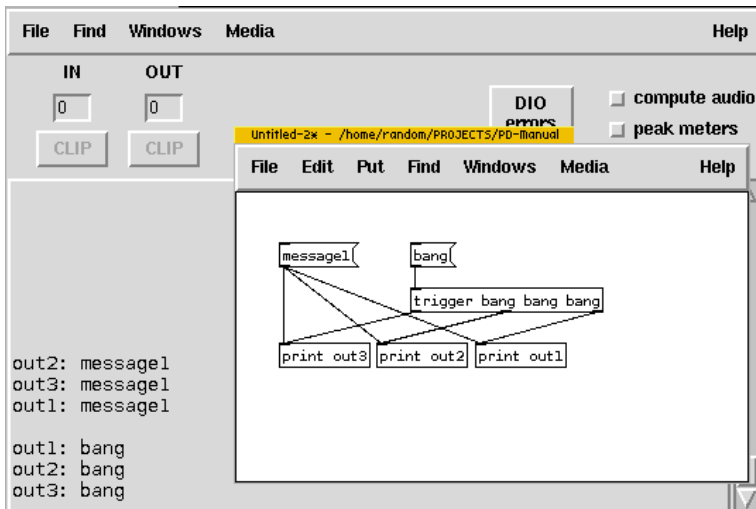 File Find Windows Media Help
IN OUT
0 0
DIO errors
compute audio
peak meters
CLIP CLIP
Untitled-2* - /home/random/PROJECTS/PD-Manual
File Edit Put Find Windows Media Help
message1 bang
trigger bang bang bang
print out3 print out2 print out1
out2: message1
out3: message1
out1: message1
out1: bang
out2: bang
out3: bang